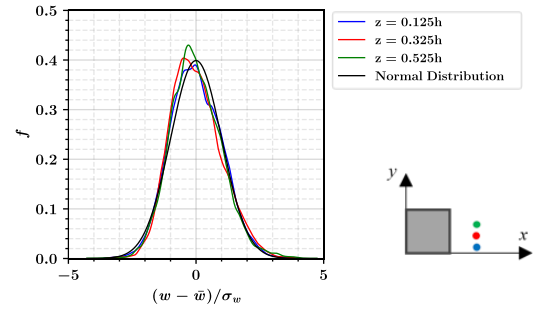 0.5
0.4
0.3
0.2
0.1
0.0
f
−5
0
5
(w − w̄)/σ_w
z = 0.125h
z = 0.325h
z = 0.525h
Normal Distribution
y
x